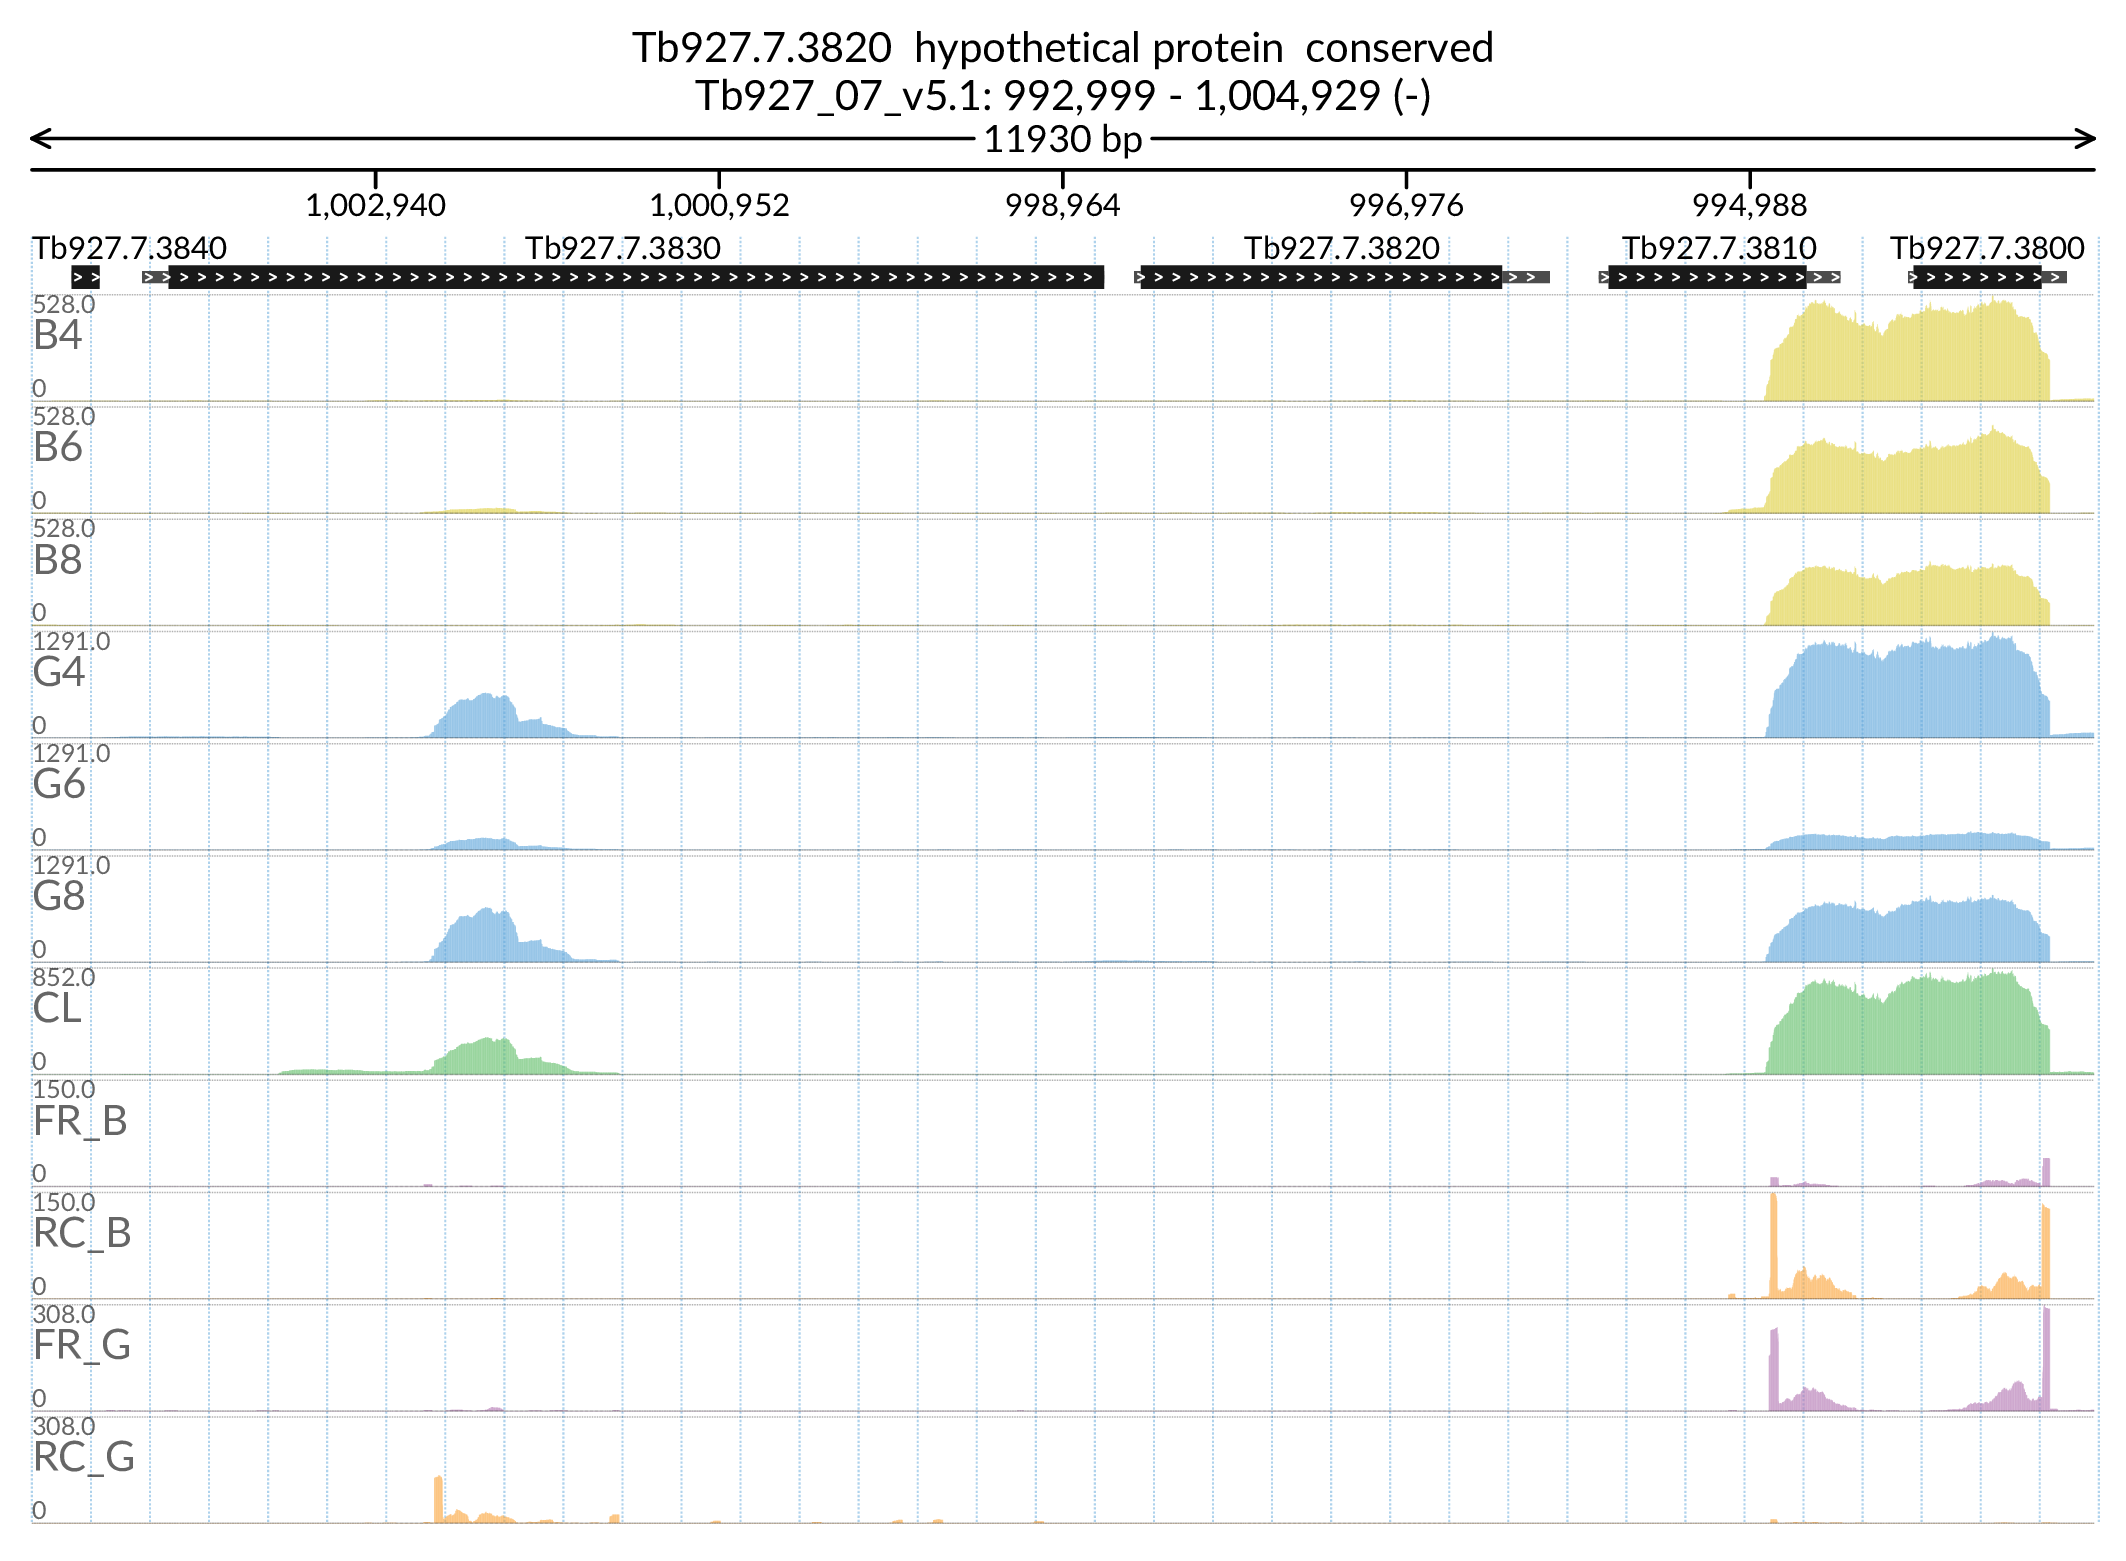 Tb927.7.3820 hypothetical protein conserved
Tb927_07_v5.1: 992,999 - 1,004,929 (-)
11930 bp
1,002,940 1,000,952 998,964 996,976 994,988
Tb927.7.3840 Tb927.7.3830 Tb927.7.3820 Tb927.7.3810 Tb927.7.3800
528.0
B4
0
528.0
B6
0
528.0
B8
0
1291.0
G4
0
1291.0
G6
0
1291.0
G8
0
852.0
CL
0
150.0
FR_B
0
150.0
RC_B
0
308.0
FR_G
0
308.0
RC_G
0